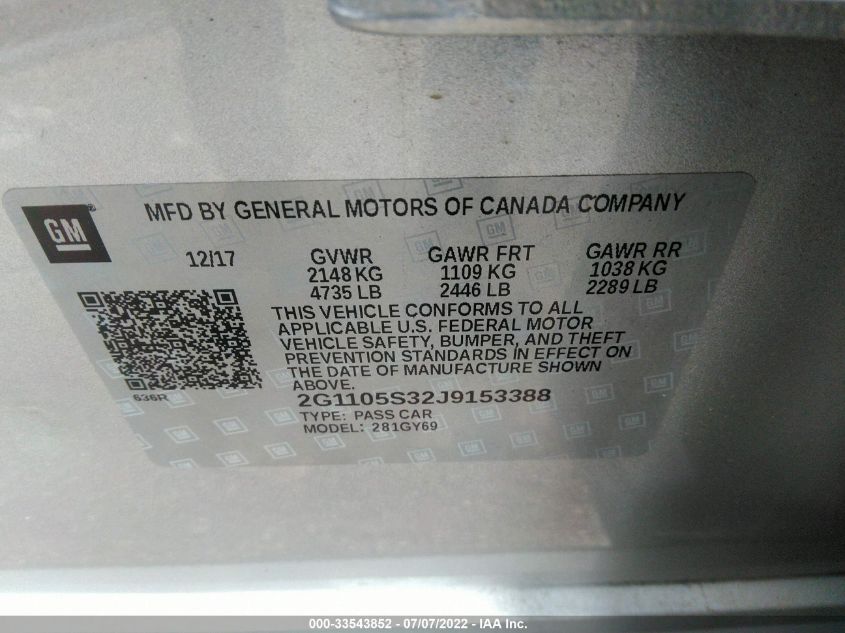 GM®
MFD BY GENERAL MOTORS OF CANADA COMPANY
12/17 GVWR GAWR FRT GAWR RR
2148 KG 1109 KG 1038 KG
4735 LB 2446 LB 2289 LB
THIS VEHICLE CONFORMS TO ALL
APPLICABLE U.S. FEDERAL MOTOR
VEHICLE SAFETY, BUMPER, AND THEFT
PREVENTION STANDARDS IN EFFECT ON
THE DATE OF MANUFACTURE SHOWN
ABOVE.
636R
2G1105S32J9153388
TYPE: PASS CAR
MODEL: 281GY69
000-33543852 - 07/07/2022 - © IAA Inc.